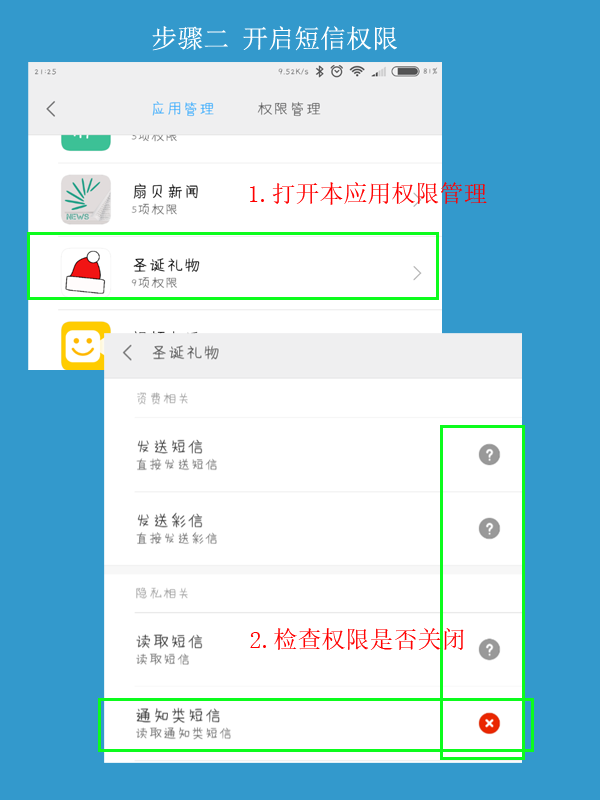 步骤二 开启短信权限
21:25
9.52K/s
81%
应用管理
权限管理
5项权限
扇贝新闻
5项权限
NEWS
1.打开本应用权限管理
圣诞礼物
9项权限
圣诞礼物
资费相关
发送短信
直接发送短信
发送彩信
直接发送彩信
隐私相关
读取短信
读取短信
2.检查权限是否关闭
通知类短信
读取通知类短信